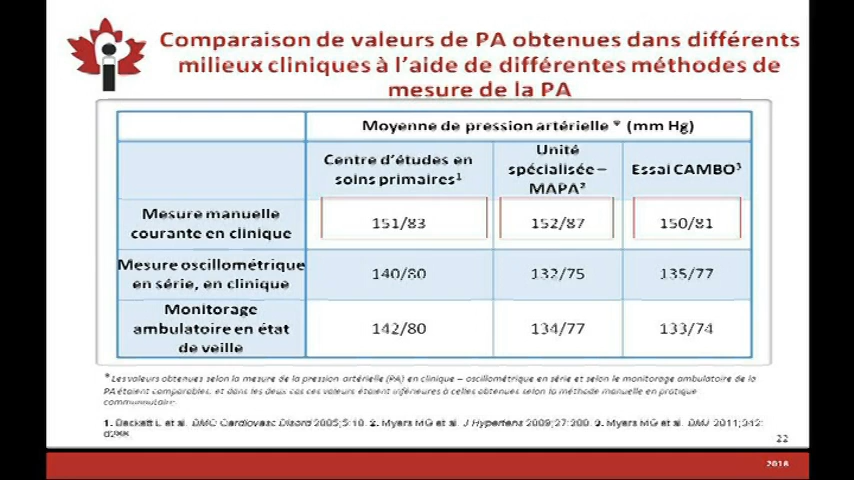 Comparaison de valeurs de PA obtenues dans différents
milieux cliniques à l'aide de différentes méthodes de
mesure de la PA
Moyenne de pression artérielle * (mm Hg)
Centre d'études en
soins primaires1
Unité
spécialisée –
MAPA2
Essai CAMBO3
Mesure manuelle
courante en clinique
151/83
152/87
150/81
Mesure oscillométrique
en série, en clinique
140/80
132/75
135/77
Monitorage
ambulatoire en état
de veille
142/80
134/77
133/74
*Les valeurs obtenues selon la mesure de la pression artérielle (PA) en clinique – oscillométrique en série et selon le monitorage ambulatoire de la
PA étaient comparables, et dans les deux cas ces valeurs étaient inférieures à celles obtenues selon la méthode manuelle en pratique
communautaire.
1. Beckett L et al. BMC Cardiovasc Disord 2005;5:18. 2. Myers MG et al. J Hypertens 2009;27:280. 3. Myers MG et al. BMJ 2011;342:
22
2016